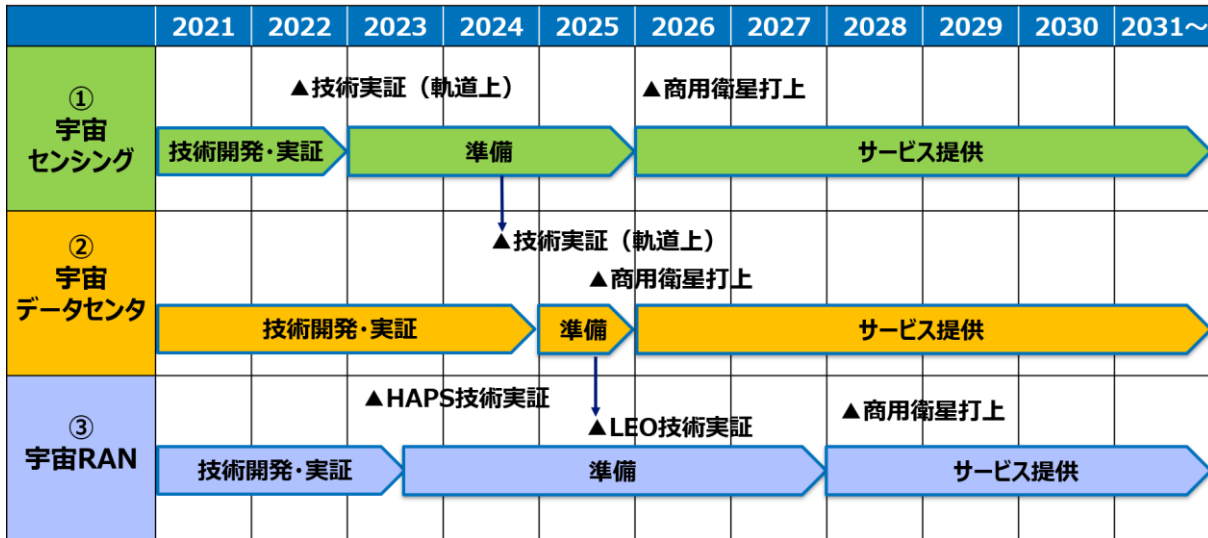 2021 2022 2023 2024 2025 2026 2027 2028 2029 2030 2031～
①
宇宙
センシング
▲技術実証（軌道上）
▲商用衛星打上
技術開発・実証
準備
サービス提供
②
宇宙
データセンタ
▲技術実証（軌道上）
▲商用衛星打上
技術開発・実証
準備
サービス提供
③
宇宙RAN
▲HAPS技術実証
▲LEO技術実証
▲商用衛星打上
技術開発・実証
準備
サービス提供